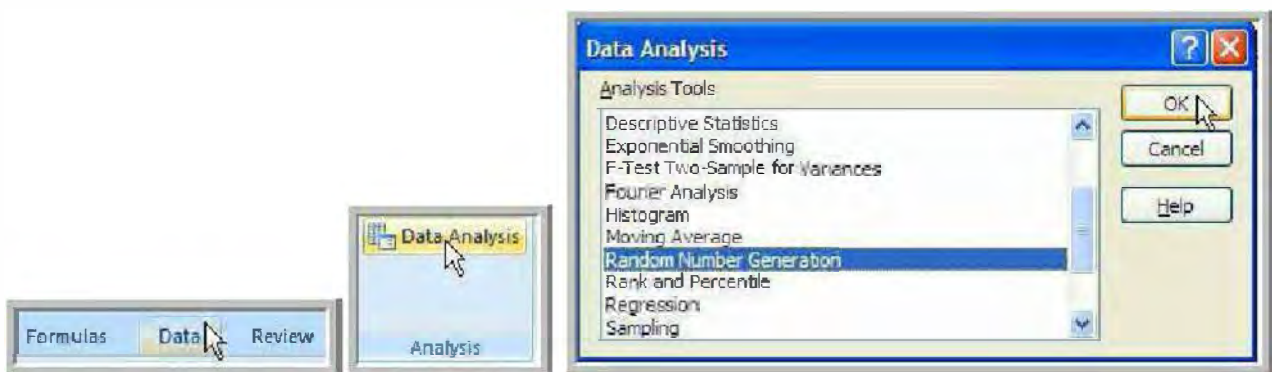 Formulas Data Review
Data Analysis
Analysis
Data Analysis
Analysis Tools
Descriptive Statistics
Exponential Smoothing
F-Test Two-Sample for Variances
Fourier Analysis
Histogram
Moving Average
Random Number Generation
Rank and Percentile
Regression
Sampling
OK
Cancel
Help